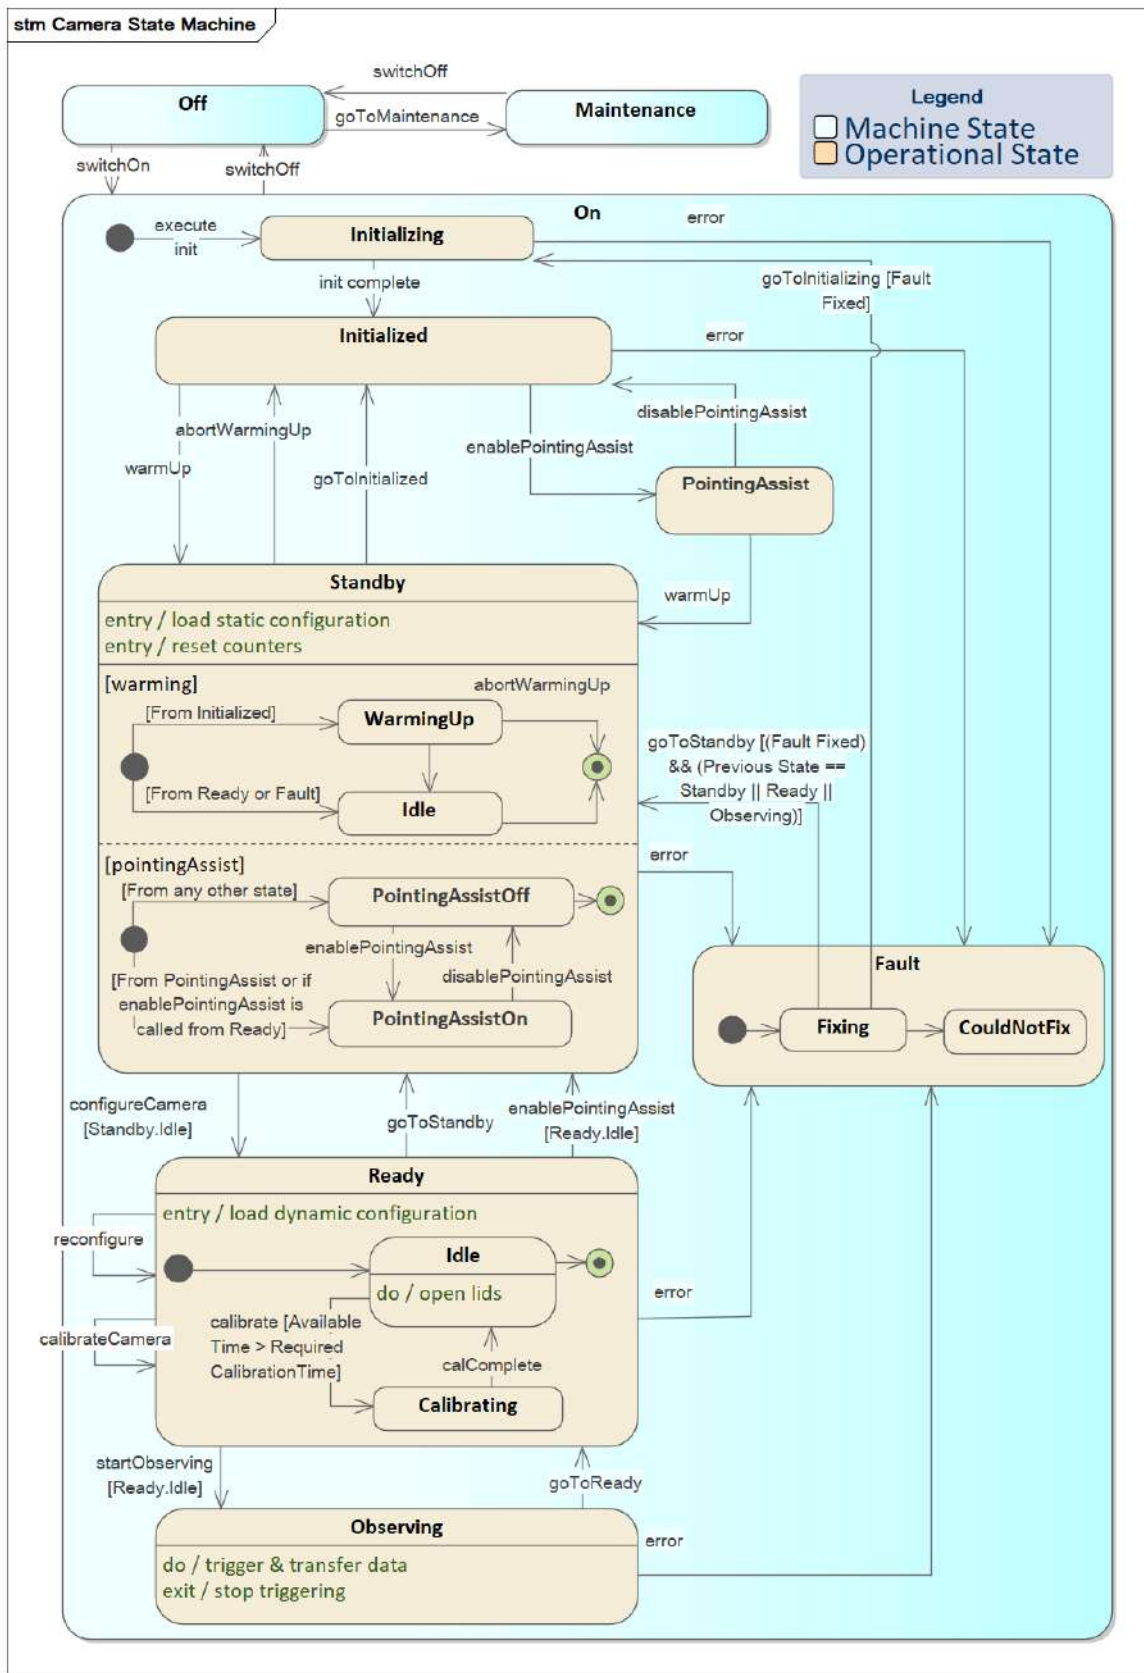 stm Camera State Machine
switchOff
Off
Maintenance
goToMaintenance
Legend
Machine State
Operational State
switchOn
switchOff
On
error
execute
init
Initializing
goToInitializing [Fault
Fixed]
init complete
Initialized
error
disablePointingAssist
abortWarmingUp
enablePointingAssist
warmUp
goToInitialized
PointingAssist
Standby
warmUp
entry / load static configuration
entry / reset counters
[warming]
abortWarmingUp
[From Initialized]
WarmingUp
goToStandby [(Fault Fixed)
&& (Previous State ==
Standby || Ready ||
Observing)]
[From Ready or Fault]
Idle
error
[pointingAssist]
[From any other state]
PointingAssistOff
enablePointingAssist
disablePointingAssist
[From PointingAssist or if
enablePointingAssist is
called from Ready]
PointingAssistOn
Fault
Fixing
CouldNotFix
configureCamera
[Standby.Idle]
goToStandby
enablePointingAssist
[Ready.Idle]
Ready
entry / load dynamic configuration
reconfigure
Idle
do / open lids
error
calibrateCamera
calibrate [Available
Time > Required
CalibrationTime]
calComplete
Calibrating
startObserving
[Ready.Idle]
goToReady
Observing
error
do / trigger & transfer data
exit / stop triggering